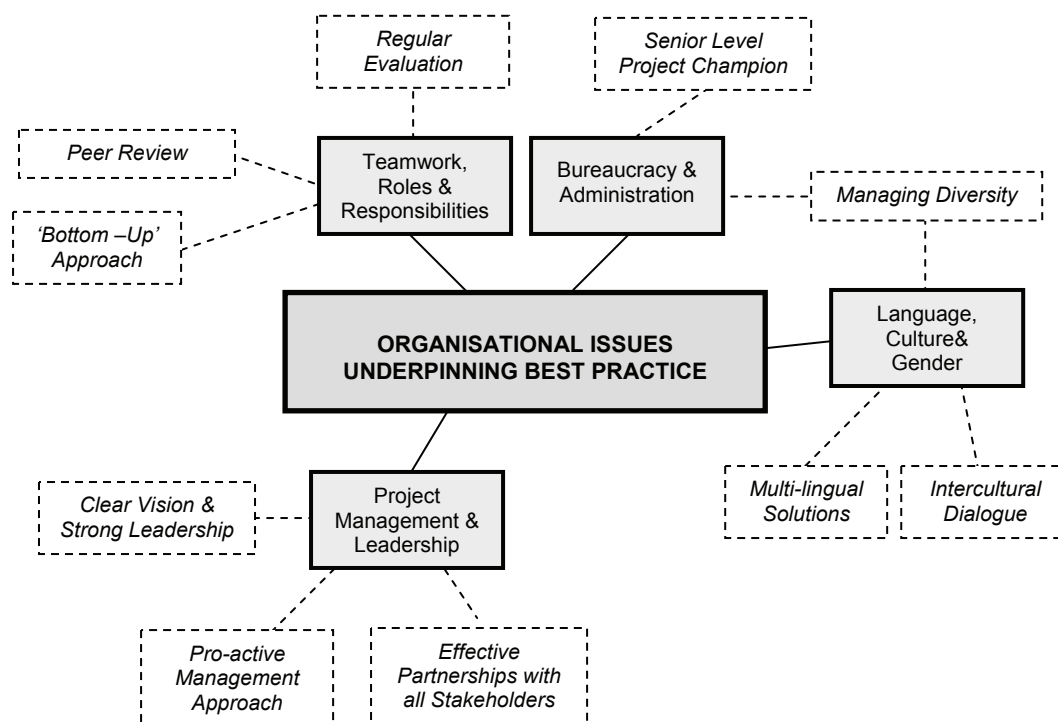 Regular
Evaluation
Senior Level
Project Champion
Peer Review
Teamwork,
Roles &
Responsibilities
Bureaucracy &
Administration
Managing Diversity
'Bottom –Up'
Approach
ORGANISATIONAL ISSUES
UNDERPINNING BEST PRACTICE
Language,
Culture&
Gender
Clear Vision &
Strong Leadership
Project
Management &
Leadership
Multi-lingual
Solutions
Intercultural
Dialogue
Pro-active
Management
Approach
Effective
Partnerships with
all Stakeholders